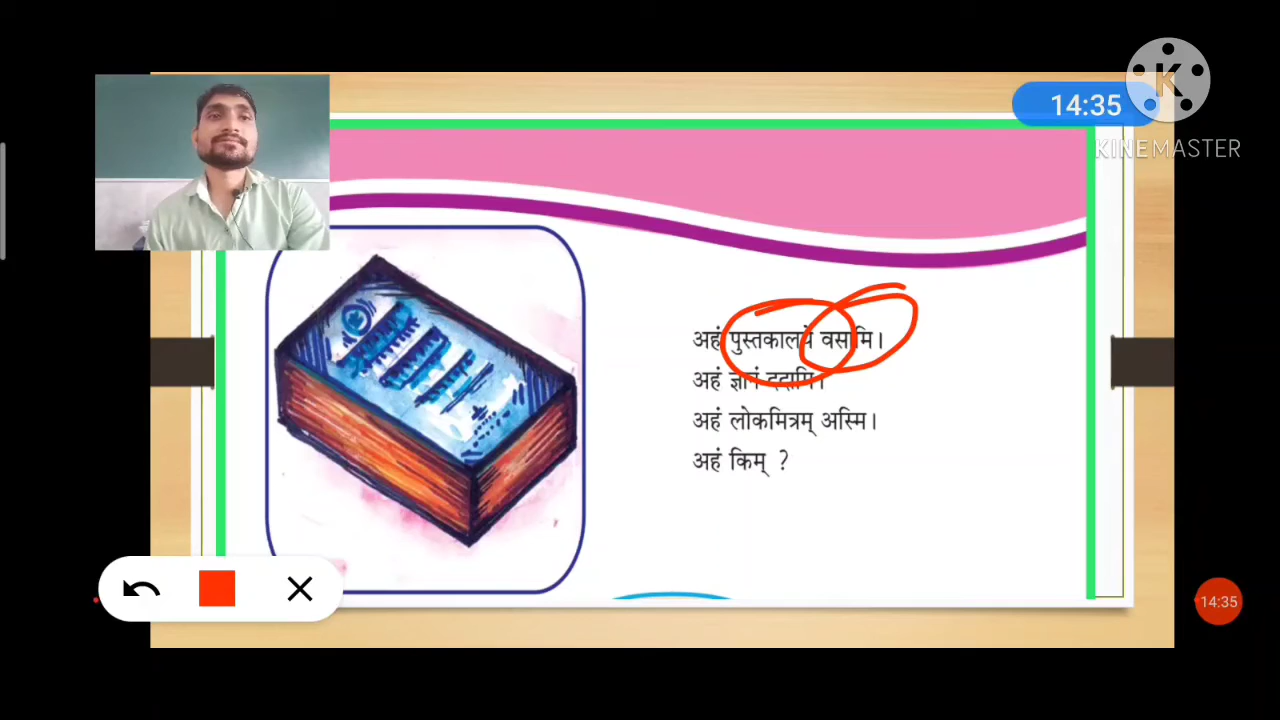 14:35
KINEMASTER
अहं पुस्तकालये वसामि।
अहं ज्ञानं ददामि।
अहं लोकमित्रम् अस्मि।
अहं किम् ?
14:35